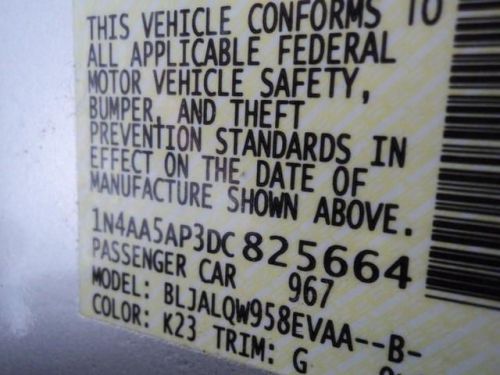 THIS VEHICLE CONFORMS TO
ALL APPLICABLE FEDERAL
MOTOR VEHICLE SAFETY,
BUMPER, AND THEFT
PREVENTION STANDARDS IN
EFFECT ON THE DATE OF
MANUFACTURE SHOWN ABOVE.
1N4AA5AP3DC825664
PASSENGER CAR 967
MODEL: BLJALQW958EVAA--B-
COLOR: K23 TRIM: G